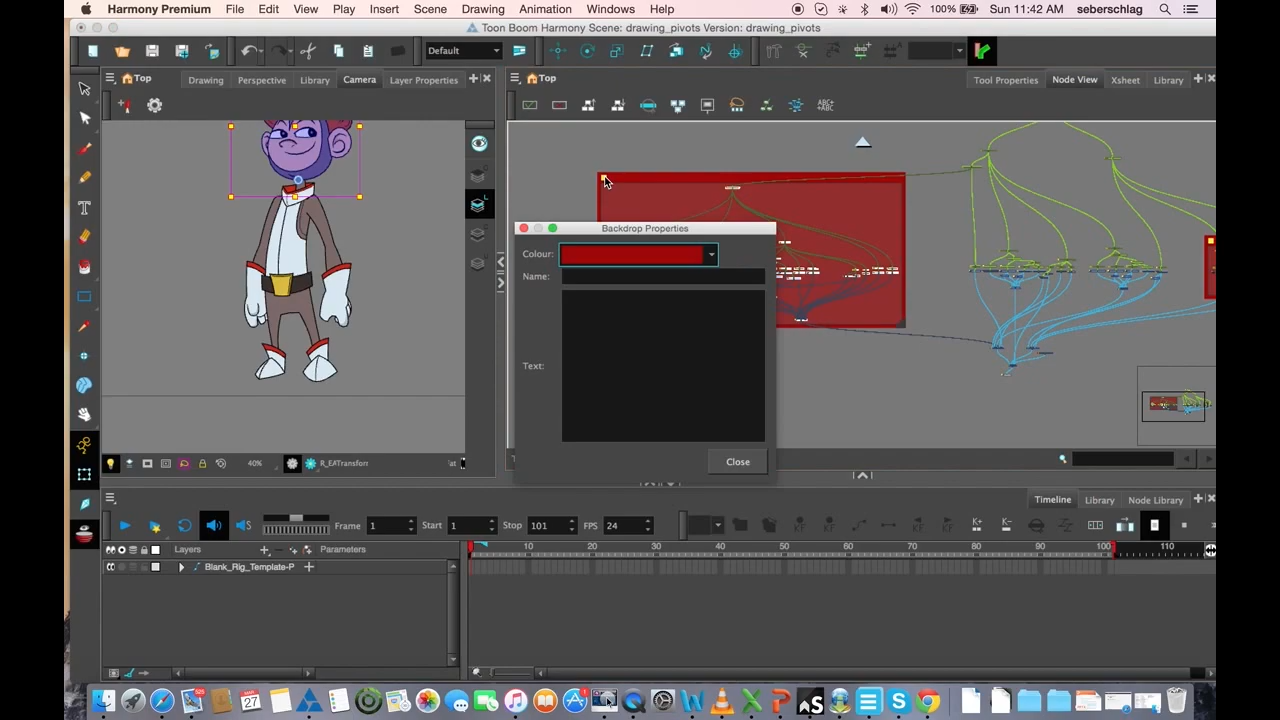 Harmony Premium File Edit View Play Insert Scene Drawing Animation Windows Help 100% Sun 11:42 AM seberschlag
Toon Boom Harmony Scene: drawing_pivots Version: drawing_pivots
Default
Top
Top
Drawing Perspective Library Camera Layer Properties
Tool Properties Node View Xsheet Library
ABC+
ABC+
Backdrop Properties
Colour:
Name:
Text:
Close
40% R_EATransform
Timeline Library Node Library
Frame 1 Start 1 Stop 101 FPS 24
K+ K-
Layers Parameters
10 20 30 40 50 60 70 80 90 100 110
Blank_Rig_Template-P
T